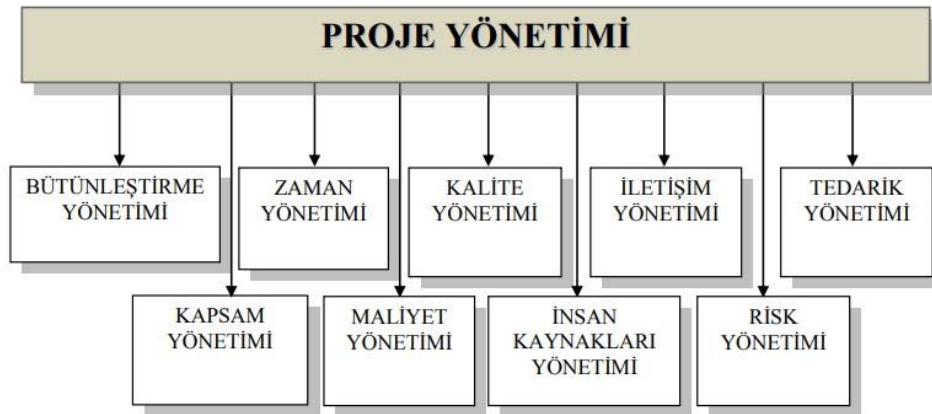 PROJE YÖNETİMİ
BÜTÜNLEŞTİRME
YÖNETİMİ
ZAMAN
YÖNETİMİ
KALİTE
YÖNETİMİ
İLETİŞİM
YÖNETİMİ
TEDARİK
YÖNETİMİ
KAPSAM
YÖNETİMİ
MALİYET
YÖNETİMİ
İNSAN
KAYNAKLARI
YÖNETİMİ
RİSK
YÖNETİMİ